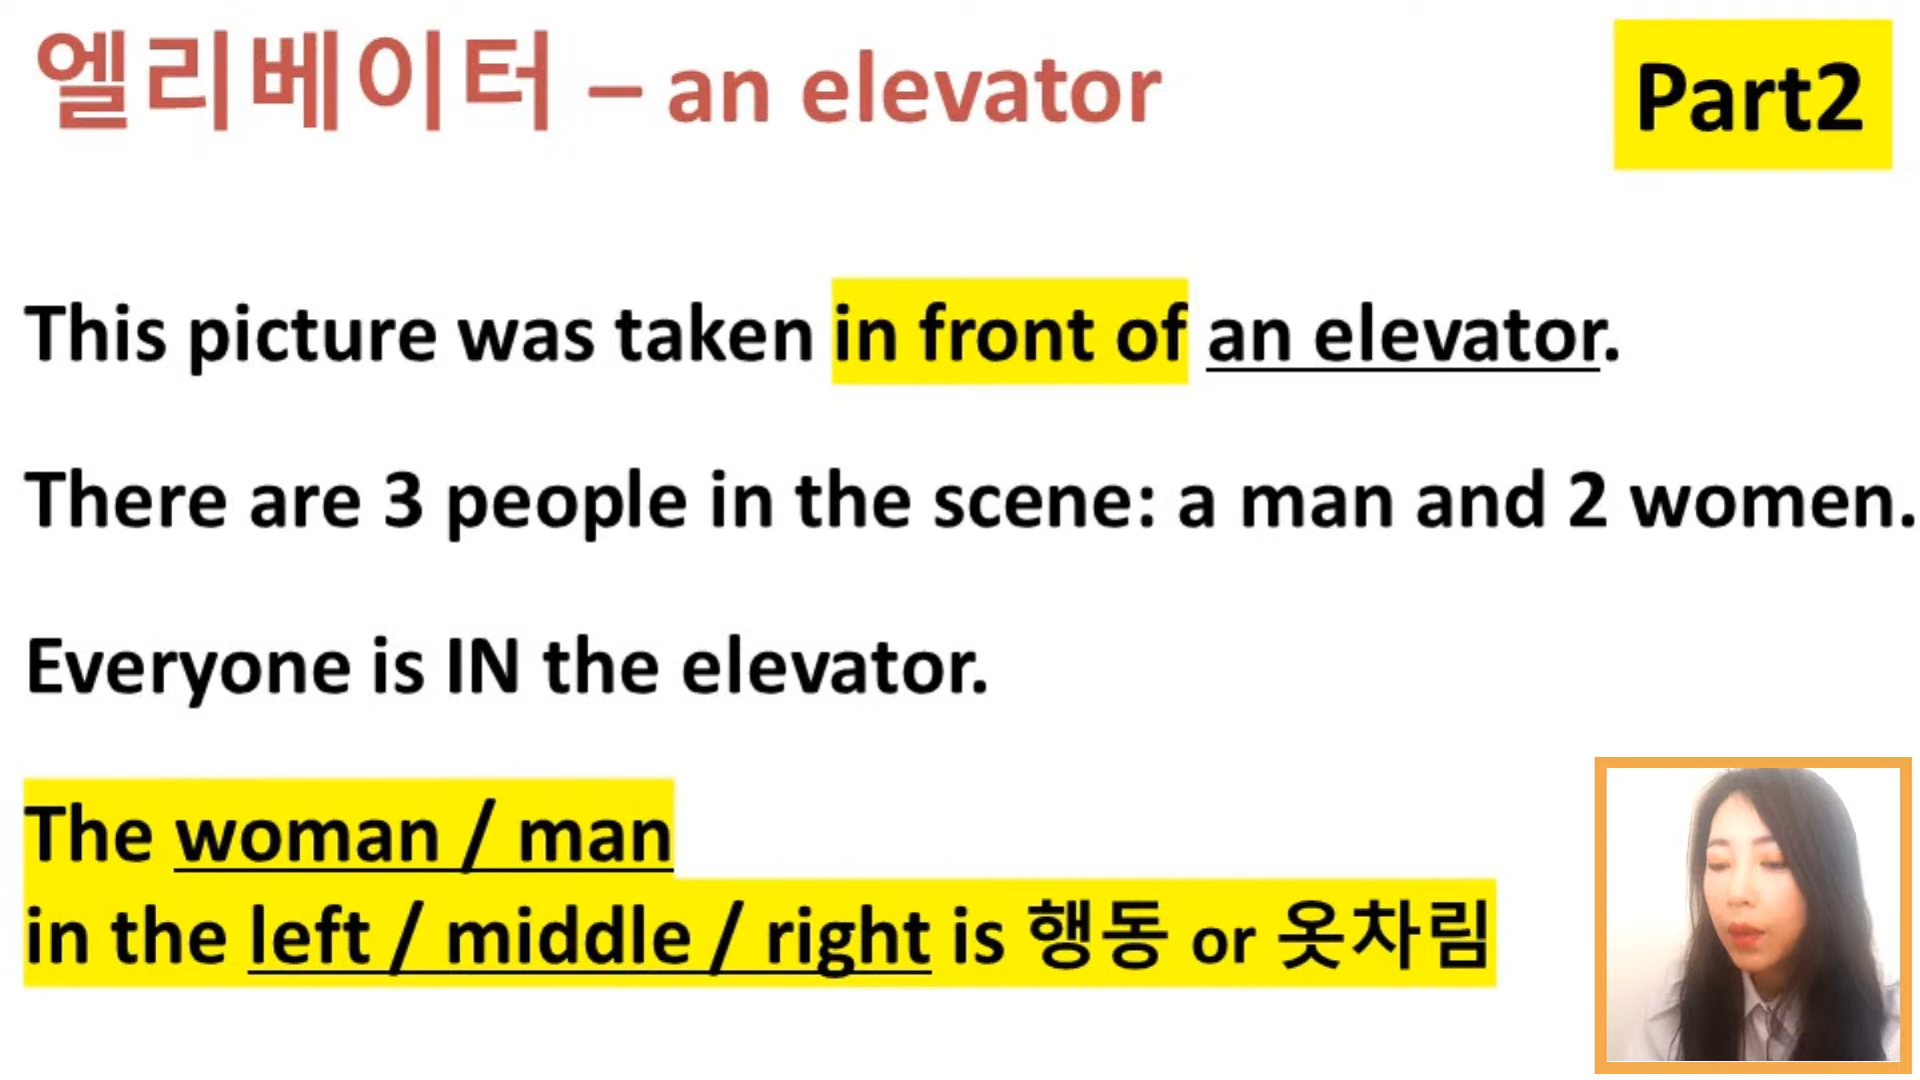 엘리베이터 – an elevator
Part2
This picture was taken in front of an elevator.
There are 3 people in the scene: a man and 2 women.
Everyone is IN the elevator.
The woman / man
in the left / middle / right is 행동 or 옷차림